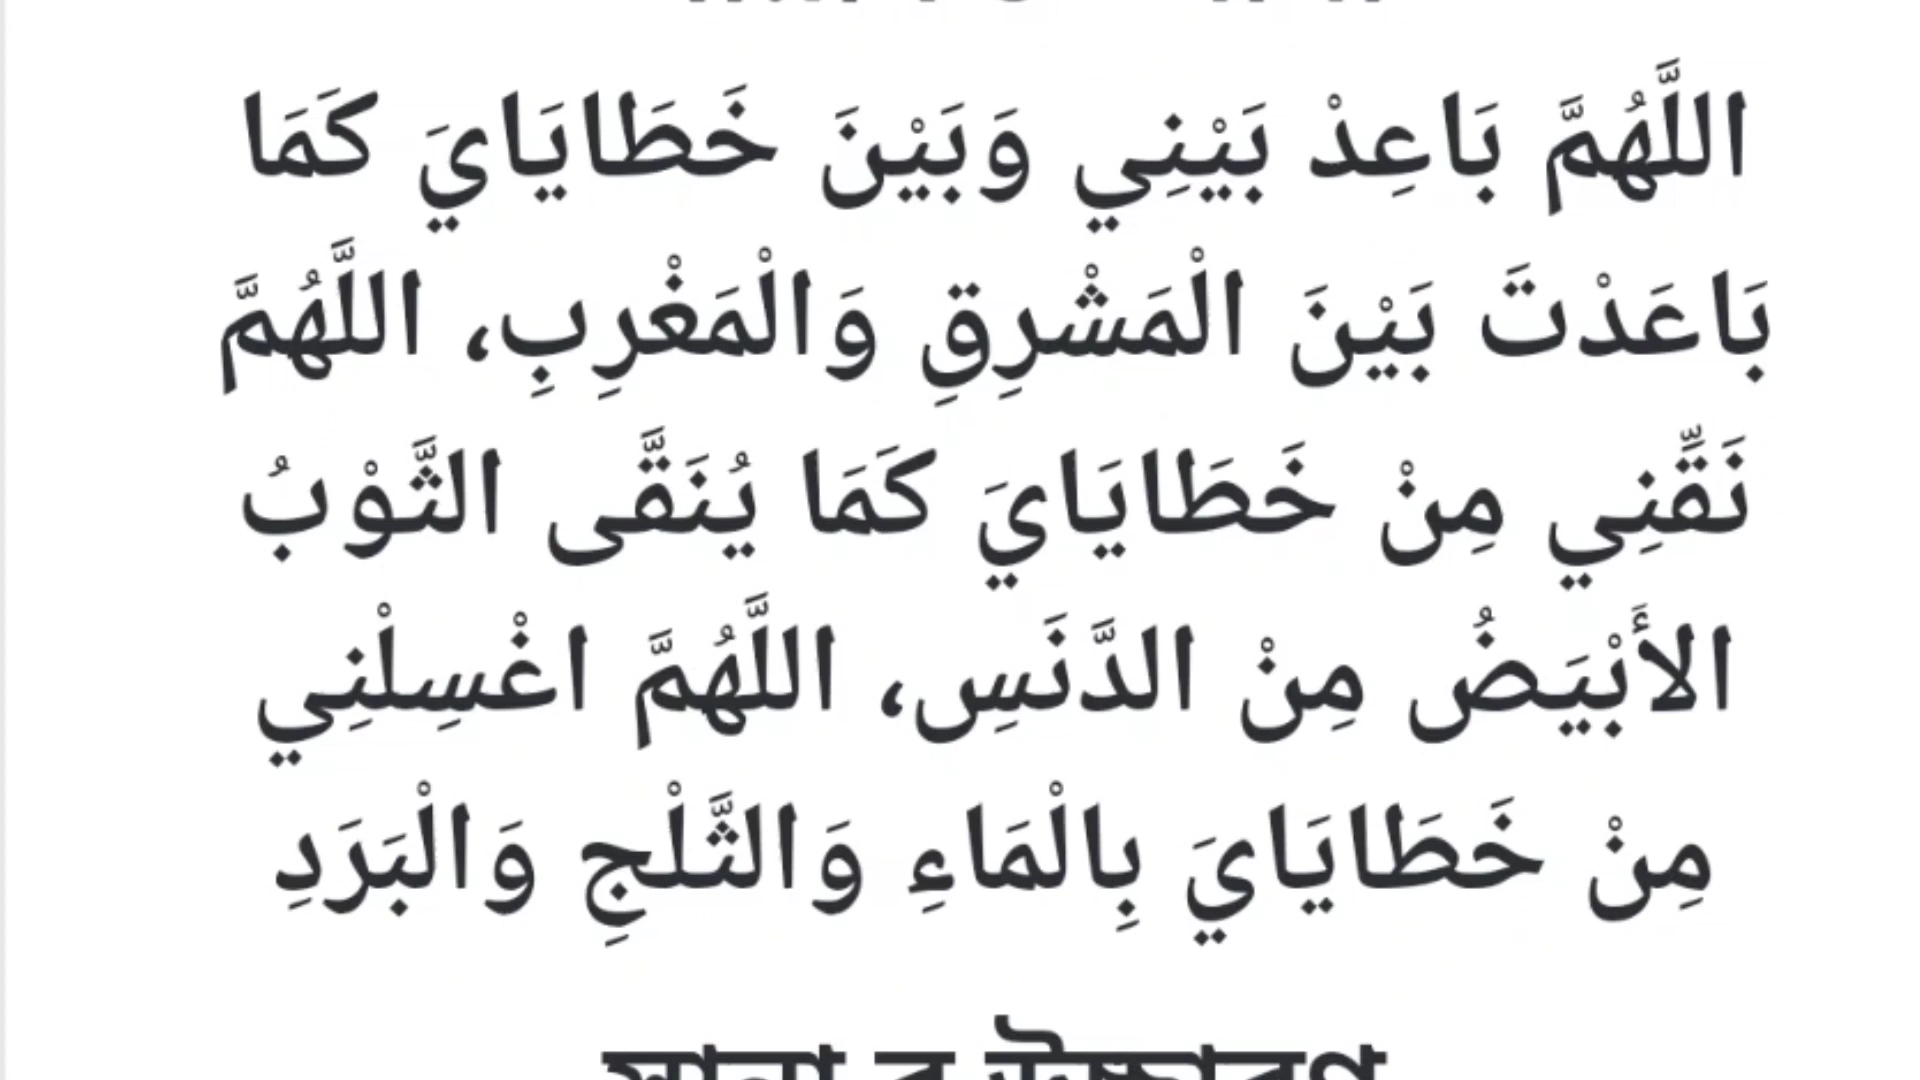 اللَّهُمَّ بَاعِدْ بَيْنِي وَبَيْنَ خَطَايَايَ كَمَا
بَاعَدْتَ بَيْنَ الْمَشْرِقِ وَالْمَغْرِبِ، اللَّهُمَّ
نَقِّنِي مِنْ خَطَايَايَ كَمَا يُنَقَّى الثَّوْبُ
الأَبْيَضُ مِنْ الدَّنَسِ، اللَّهُمَّ اغْسِلْنِي
مِنْ خَطَايَايَ بِالْمَاءِ وَالثَّلْجِ وَالْبَرَدِ